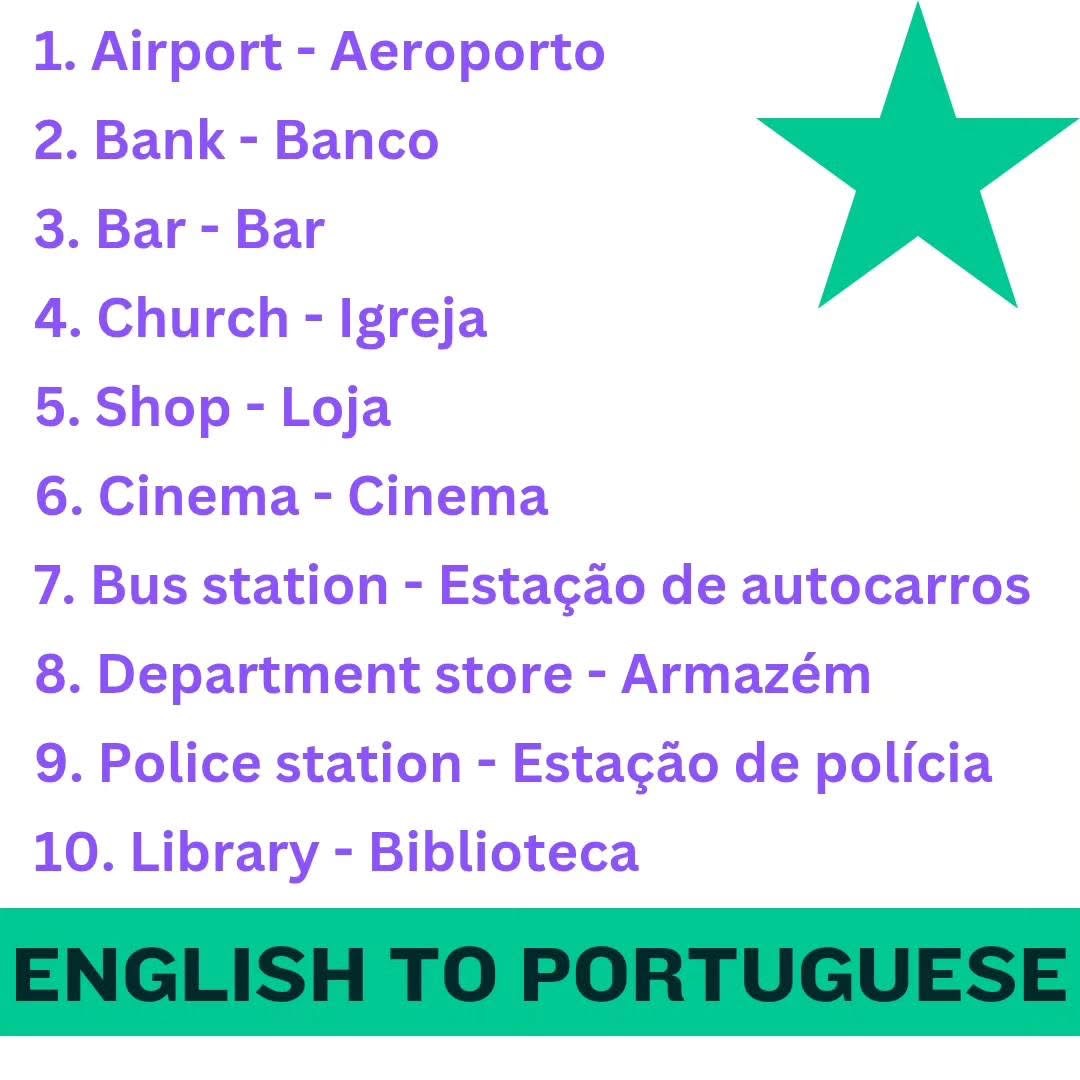 1. Airport - Aeroporto
2. Bank - Banco
3. Bar - Bar
4. Church - Igreja
5. Shop - Loja
6. Cinema - Cinema
7. Bus station - Estação de autocarros
8. Department store - Armazém
9. Police station - Estação de polícia
10. Library - Biblioteca
ENGLISH TO PORTUGUESE